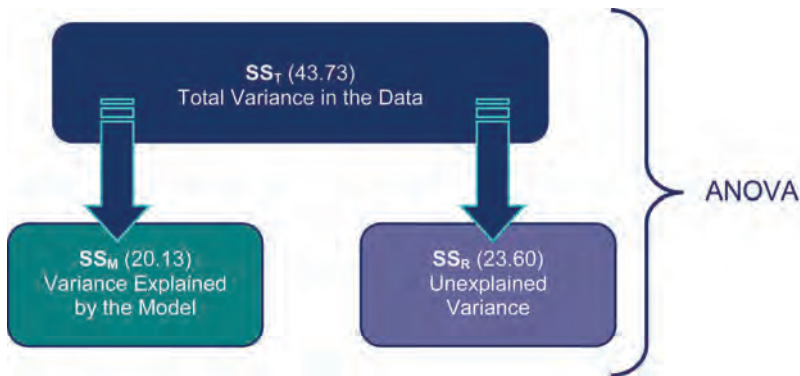 SST (43.73)
Total Variance in the Data
ANOVA
SSM (20.13)
Variance Explained
by the Model
SSR (23.60)
Unexplained
Variance